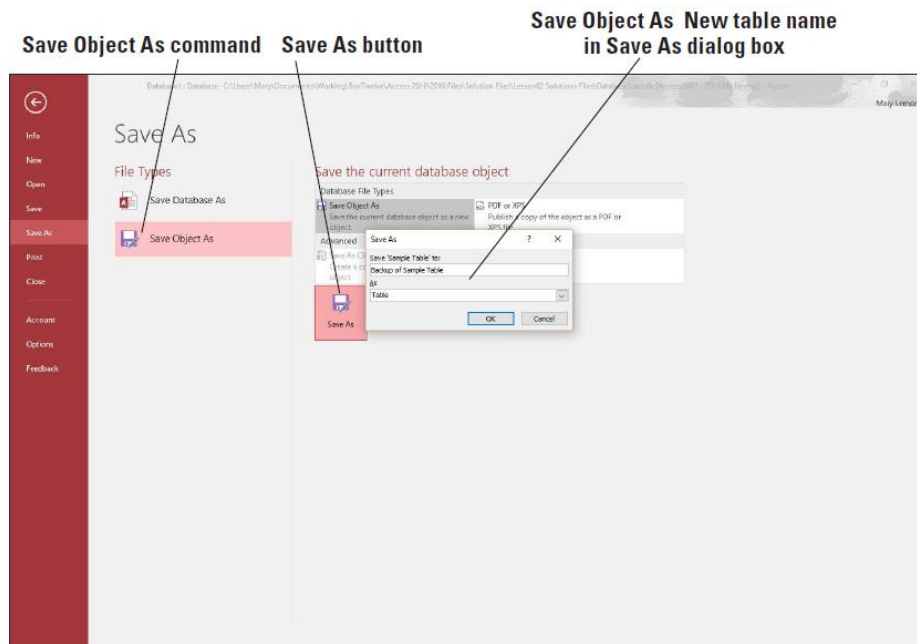 Save Object As New table name
in Save As dialog box
Save Object As command
Save As button
Mary Lemon
Info
New
Open
Save
Save As
Print
Close
Account
Options
Feedback
Save As
File Types
Save Database As
Save Object As
Save the current database object
Database File Types
Save Object As
Save the current database object as a new
object.
PDF or XPS
Publish a copy of the object as a PDF or
XPS file.
Advanced
Save As
Save 'Sample Table' to:
Backup of Sample Table
As
Table
OK
Cancel
Save As